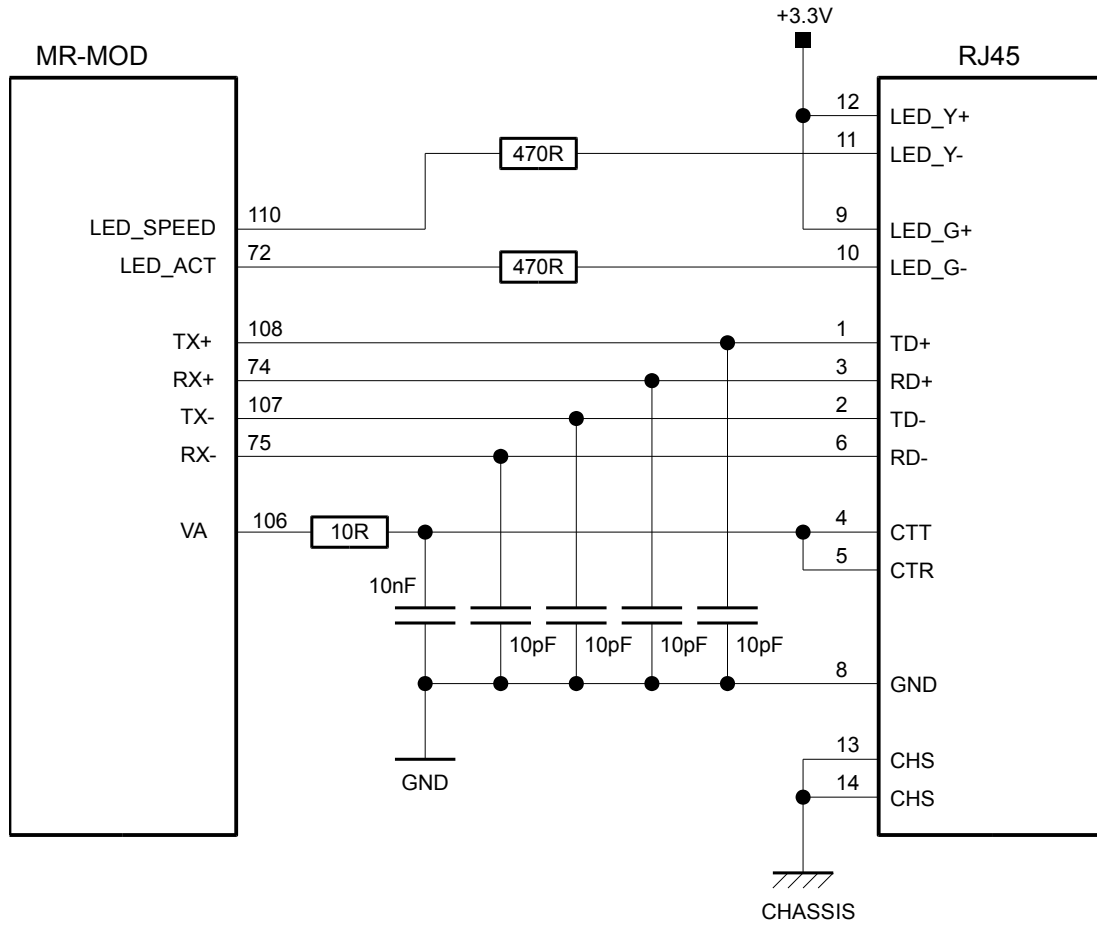 +3.3V
MR-MOD
RJ45
12
LED_Y+
470R
11
LED_Y-
LED_SPEED
110
9
LED_G+
LED_ACT
72
470R
10
LED_G-
TX+
108
1
TD+
RX+
74
3
RD+
TX-
107
2
TD-
RX-
75
6
RD-
VA
106
10R
4
CTT
5
CTR
10nF
10pF
10pF
10pF
10pF
8
GND
13
CHS
GND
14
CHS
CHASSIS